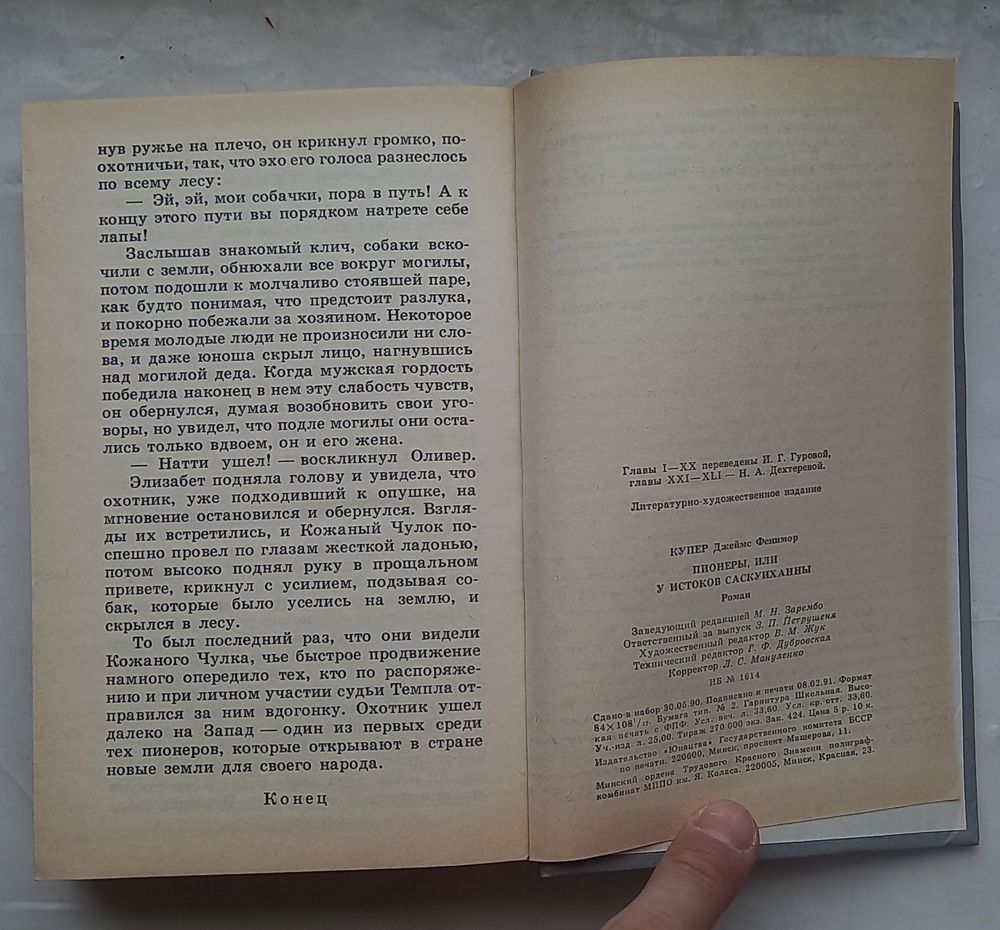 нув ружье на плечо, он крикнул громко, по-
охотничьи, так, что эхо его голоса разнеслось
по всему лесу:
— Эй, эй, мои собачки, пора в путь! А к
концу этого пути вы порядком натрете себе
лапы!
Заслышав знакомый клич, собаки вско-
чили с земли, обнюхали все вокруг могилы,
потом подошли к молчаливо стоявшей паре,
как будто понимая, что предстоит разлука,
и покорно побежали за хозяином. Некоторое
время молодые люди не произносили ни сло-
ва, и даже юноша скрыл лицо, нагнувшись
над могилой деда. Когда мужская гордость
победила наконец в нем эту слабость чувств,
он обернулся, думая возобновить свои уго-
воры, но увидел, что подле могилы они оста-
лись только вдвоем, он и его жена.
— Натти ушел! — воскликнул Оливер.
Элизабет подняла голову и увидела, что
охотник, уже подходивший к опушке, на
мгновение остановился и обернулся. Взгля-
ды их встретились, и Кожаный Чулок по-
спешно провел по глазам жесткой ладонью,
потом высоко поднял руку в прощальном
привете, крикнул с усилием, подзывая со-
бак, которые было уселись на землю, и
скрылся в лесу.
То был последний раз, что они видели
Кожаного Чулка, чье быстрое продвижение
намного опередило тех, кто по распоряже-
нию и при личном участии судьи Темпла от-
правился за ним вдогонку. Охотник ушел
далеко на Запад — один из первых среди
тех пионеров, которые открывают в стране
новые земли для своего народа.
Конец
Главы I—XX переведены И. Г. Гуровой,
главы XXI—XLI — Н. А. Дехтеревой.
Литературно-художественное издание
КУПЕР Джеймс Фенимор
ПИОНЕРЫ, ИЛИ
У ИСТОКОВ САСКУИХАННЫ
Роман
Заведующий редакцией М. Н. Зарембо
Ответственный за выпуск З. П. Петрушеня
Художественный редактор В. М. Жук
Технический редактор Г. Ф. Дубровская
Корректор Л. С. Мануленко
ИБ № 1614
Сдано в набор 30.05.90. Подписано к печати 08.02.91. Формат
84×108¹/₃₂. Бумага тип. № 2. Гарнитура Школьная. Высо-
кая печать с ФПФ. Усл. печ. л. 33,60. Усл. кр.-отт. 33,60.
Уч.-изд. л. 25,00. Тираж 270 000 экз. Зак. 424. Цена 5 р. 10 к.
Издательство «Юнацтва» Государственного комитета БССР
по печати. 220600, Минск, проспект Машерова, 11.
Минский ордена Трудового Красного Знамени полиграф-
комбинат МППО им. Я. Коласа. 220005, Минск, Красная, 23.